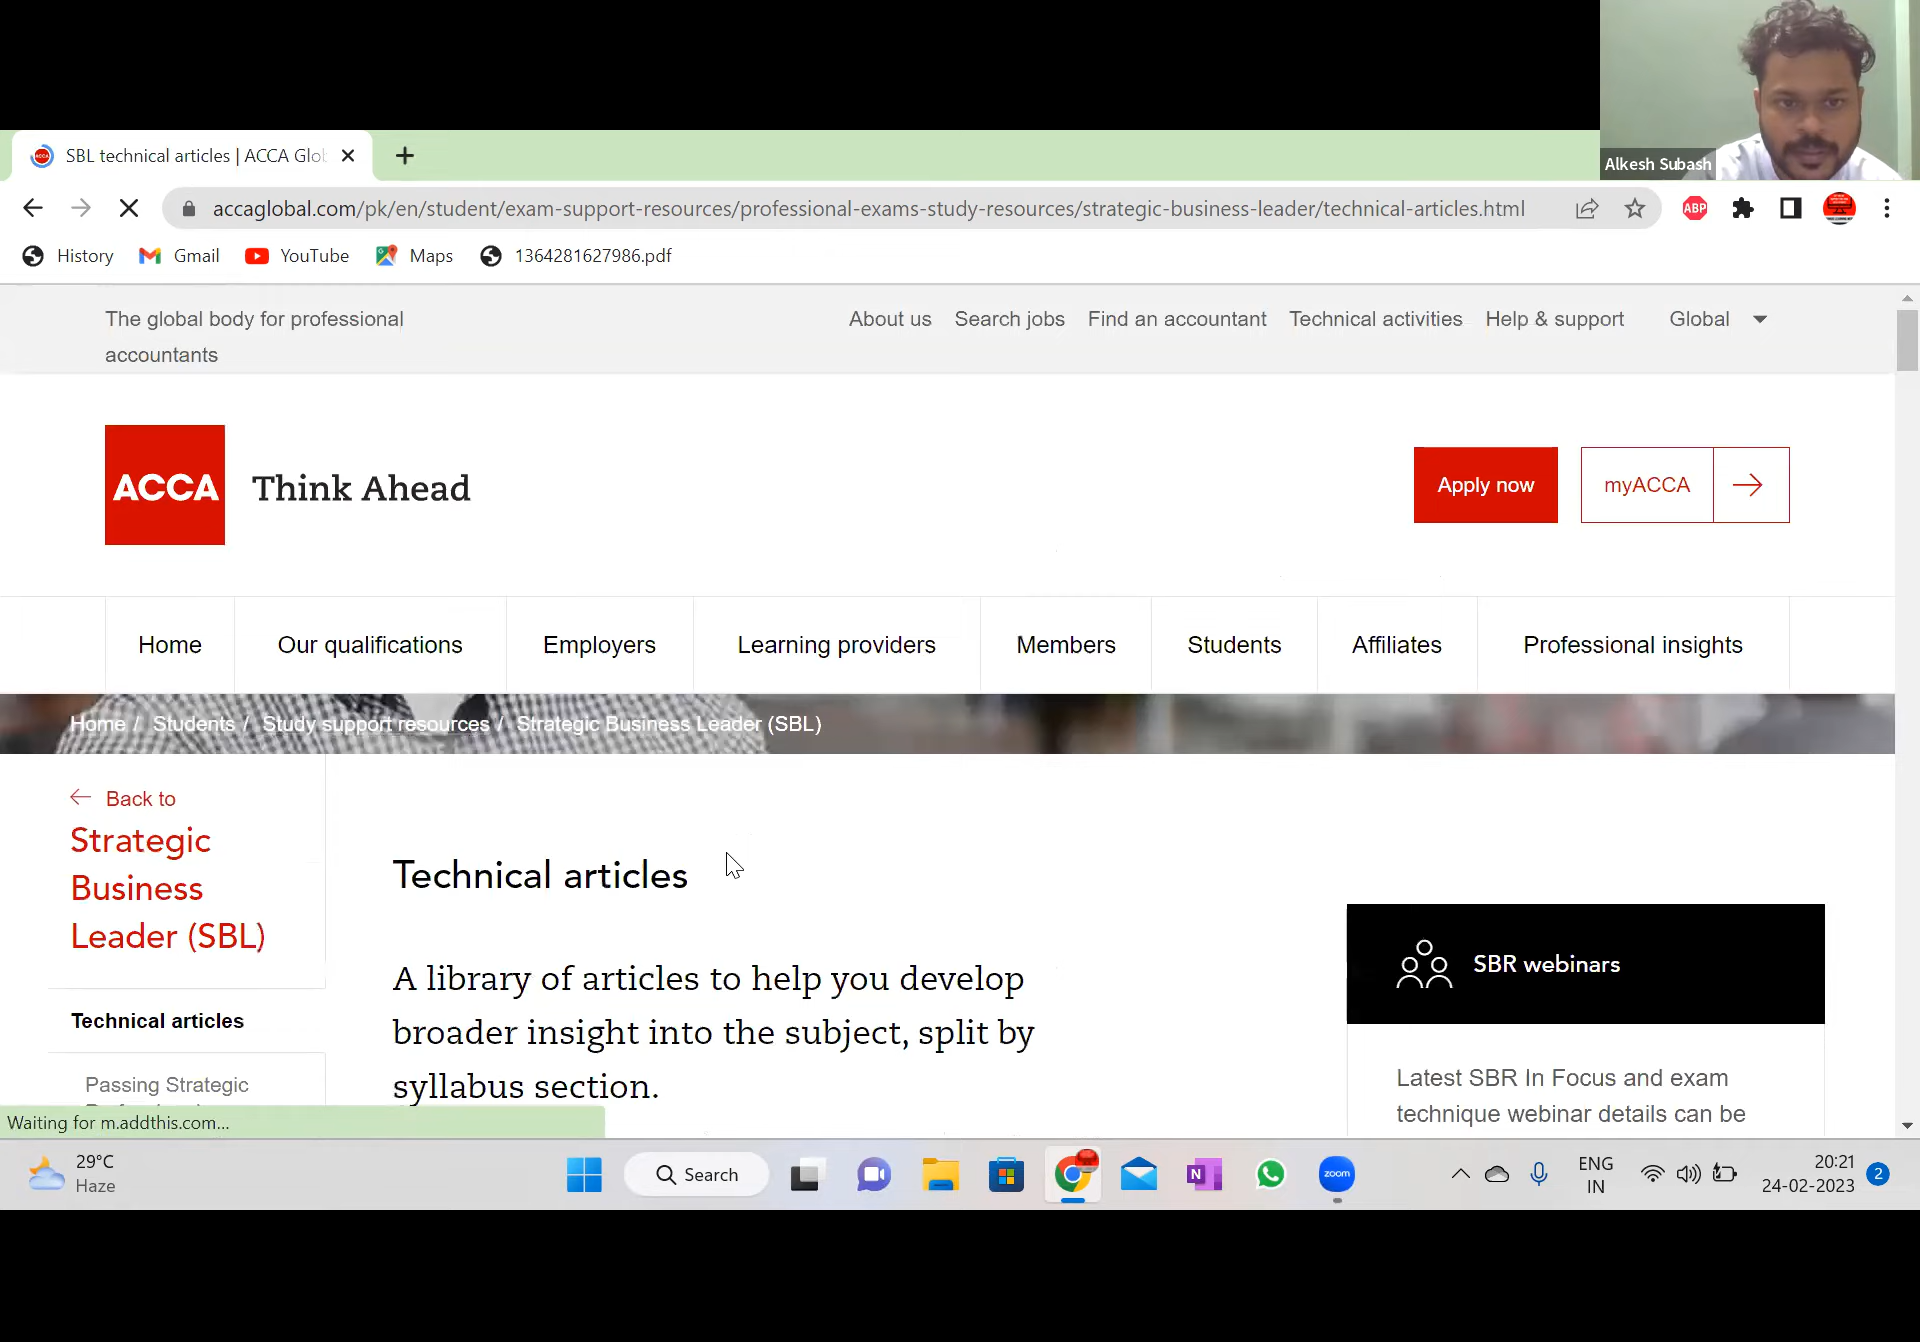 Alkesh Subash
SBL technical articles | ACCA Glob
accaglobal.com/pk/en/student/exam-support-resources/professional-exams-study-resources/strategic-business-leader/technical-articles.html
ABP
History Gmail YouTube Maps 1364281627986.pdf
The global body for professional
accountants
About us Search jobs Find an accountant Technical activities Help & support Global
ACCA Think Ahead
Apply now myACCA
Home Our qualifications Employers Learning providers Members Students Affiliates Professional insights
Home / Students / Study support resources / Strategic Business Leader (SBL)
Back to
Strategic
Business
Leader (SBL)
Technical articles
Passing Strategic
Technical articles
A library of articles to help you develop
broader insight into the subject, split by
syllabus section.
SBR webinars
Latest SBR In Focus and exam
technique webinar details can be
Waiting for m.addthis.com...
29°C
Haze
Search
zoom
ENG
IN
20:21
24-02-2023
2